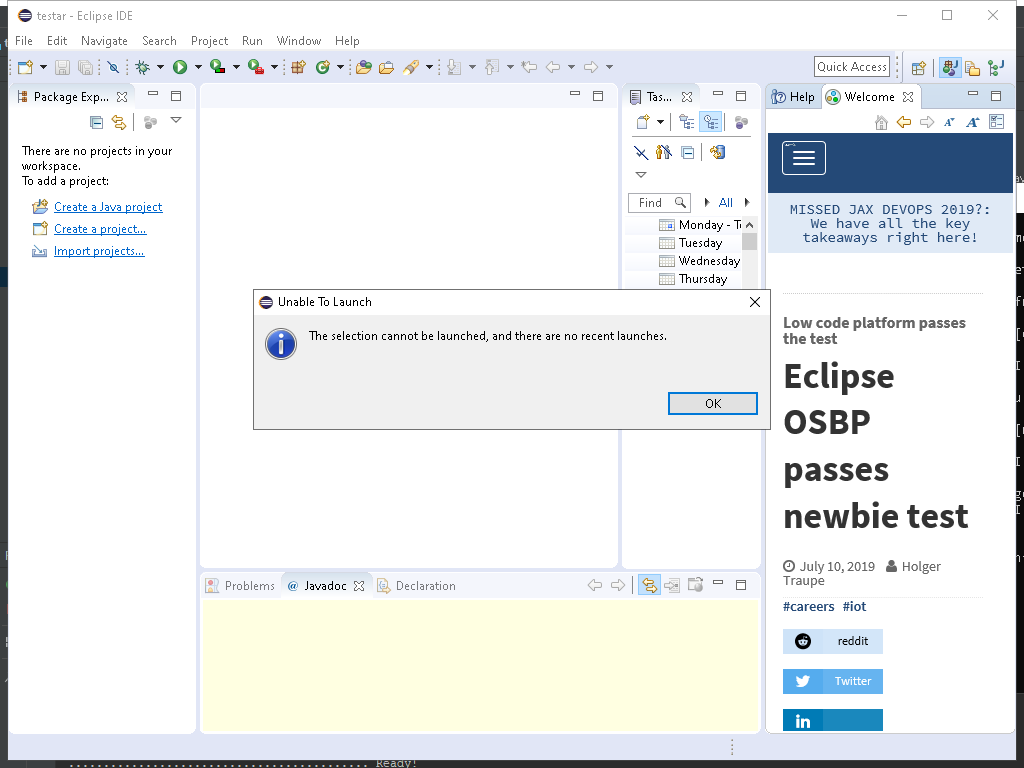 testar - Eclipse IDE
File Edit Navigate Search Project Run Window Help
Quick Access
Package Exp...
There are no projects in your
workspace.
To add a project:
Create a Java project
Create a project...
Import projects...
Tas...
Find
All
Monday - T
Tuesday
Wednesday
Thursday
Help
Welcome
MISSED JAX DEVOPS 2019?:
We have all the key
takeaways right here!
Low code platform passes
the test
Eclipse
OSBP
passes
newbie test
July 10, 2019 Holger
Traupe
#careers #iot
reddit
Twitter
in
Unable To Launch
The selection cannot be launched, and there are no recent launches.
OK
Problems
@ Javadoc
Declaration
Ready!